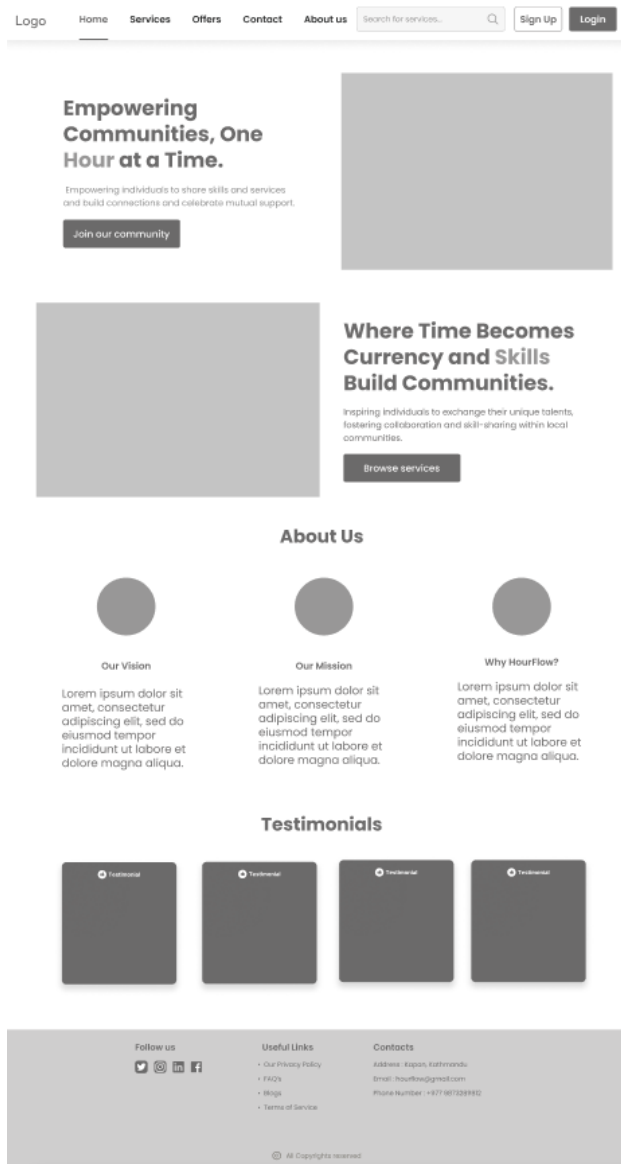 Logo
Home
Services
Offers
Contact
About us
Search for services...
Sign Up
Login
Empowering
Communities, One
Hour at a Time.
Empowering individuals to share skills and services
and build connections and celebrate mutual support.
Join our community
Where Time Becomes
Currency and Skills
Build Communities.
Inspiring individuals to exchange their unique talents,
fostering collaboration and skill-sharing within local
communities.
Browse services
About Us
Our Vision
Lorem ipsum dolor sit
amet, consectetur
adipiscing elit, sed do
eiusmod tempor
incididunt ut labore et
dolore magna aliqua.
Our Mission
Lorem ipsum dolor sit
amet, consectetur
adipiscing elit, sed do
eiusmod tempor
incididunt ut labore et
dolore magna aliqua.
Why HourFlow?
Lorem ipsum dolor sit
amet, consectetur
adipiscing elit, sed do
eiusmod tempor
incididunt ut labore et
dolore magna aliqua.
Testimonials
Testimonial
Testimonial
Testimonial
Testimonial
Follow us
Useful Links
• Our Privacy Policy
• FAQ's
• Blogs
• Terms of Service
Contacts
Address : Kapan, Kathmandu
Email : hourflow@gmail.com
Phone Number : +977
© All Copyrights reserved